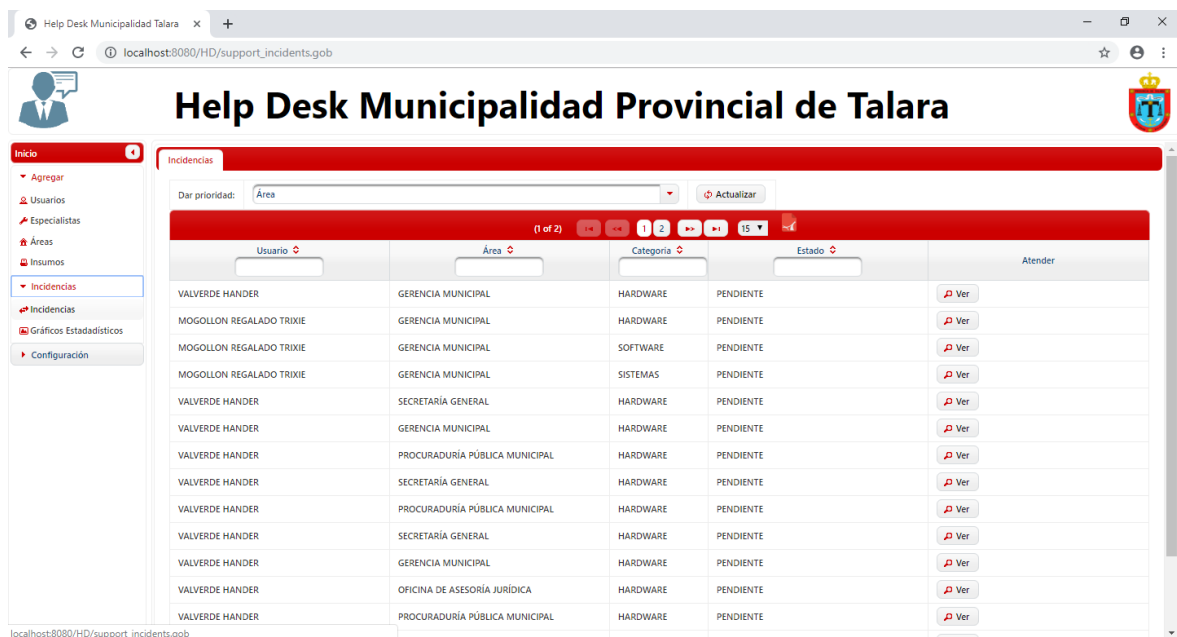 Help Desk Municipalidad Talara
localhost:8080/HD/support_incidents.gob
Help Desk Municipalidad Provincial de Talara
Inicio
Agregar
Usuarios
Especialistas
Áreas
Insumos
Incidencias
Incidencias
Gráficos Estadadísticos
Configuración
Incidencias
Dar prioridad: Área Actualizar
(1 of 2) 1 2 15
Usuario Área Categoria Estado Atender
VALVERDE HANDER GERENCIA MUNICIPAL HARDWARE PENDIENTE Ver
MOGOLLON REGALADO TRIXIE GERENCIA MUNICIPAL HARDWARE PENDIENTE Ver
MOGOLLON REGALADO TRIXIE GERENCIA MUNICIPAL SOFTWARE PENDIENTE Ver
MOGOLLON REGALADO TRIXIE GERENCIA MUNICIPAL SISTEMAS PENDIENTE Ver
VALVERDE HANDER SECRETARÍA GENERAL HARDWARE PENDIENTE Ver
VALVERDE HANDER GERENCIA MUNICIPAL HARDWARE PENDIENTE Ver
VALVERDE HANDER PROCURADURÍA PÚBLICA MUNICIPAL HARDWARE PENDIENTE Ver
VALVERDE HANDER SECRETARÍA GENERAL HARDWARE PENDIENTE Ver
VALVERDE HANDER PROCURADURÍA PÚBLICA MUNICIPAL HARDWARE PENDIENTE Ver
VALVERDE HANDER SECRETARÍA GENERAL HARDWARE PENDIENTE Ver
VALVERDE HANDER GERENCIA MUNICIPAL HARDWARE PENDIENTE Ver
VALVERDE HANDER OFICINA DE ASESORÍA JURÍDICA HARDWARE PENDIENTE Ver
VALVERDE HANDER PROCURADURÍA PÚBLICA MUNICIPAL HARDWARE PENDIENTE Ver
localhost:8080/HD/support_incidents.gob